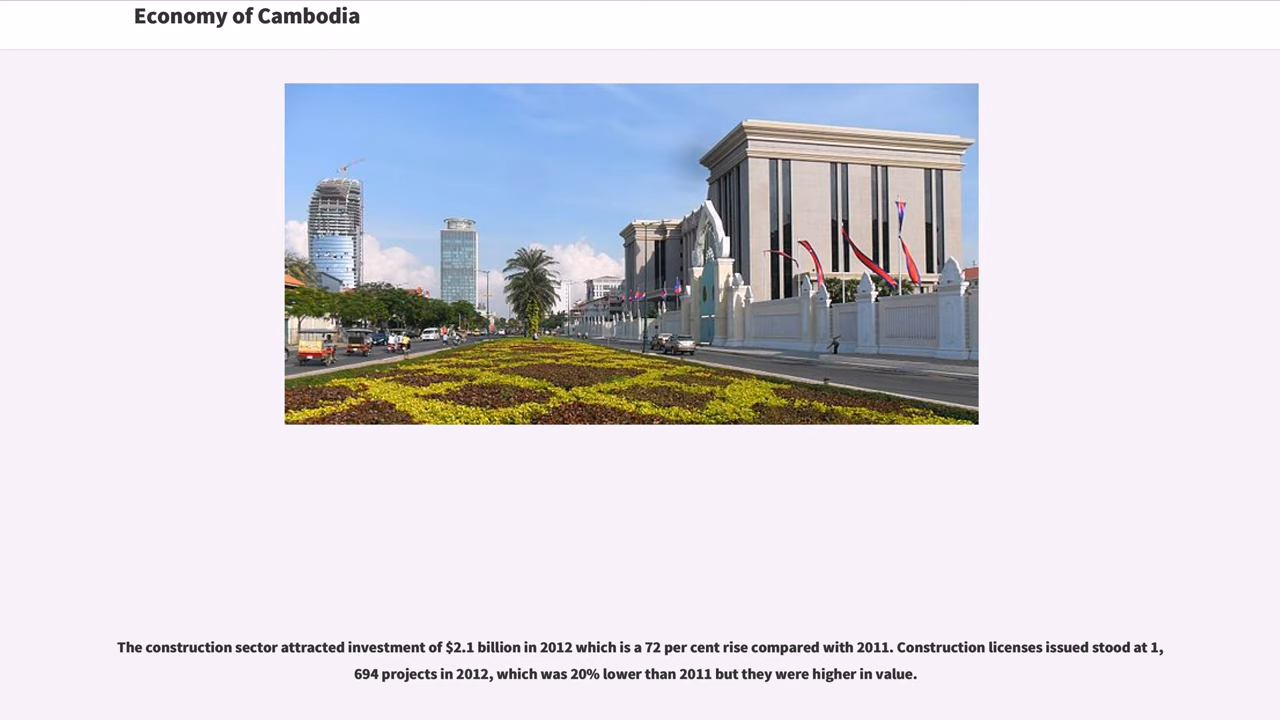 Economy of Cambodia
The construction sector attracted investment of $2.1 billion in 2012 which is a 72 per cent rise compared with 2011. Construction licenses issued stood at 1,
694 projects in 2012, which was 20% lower than 2011 but they were higher in value.